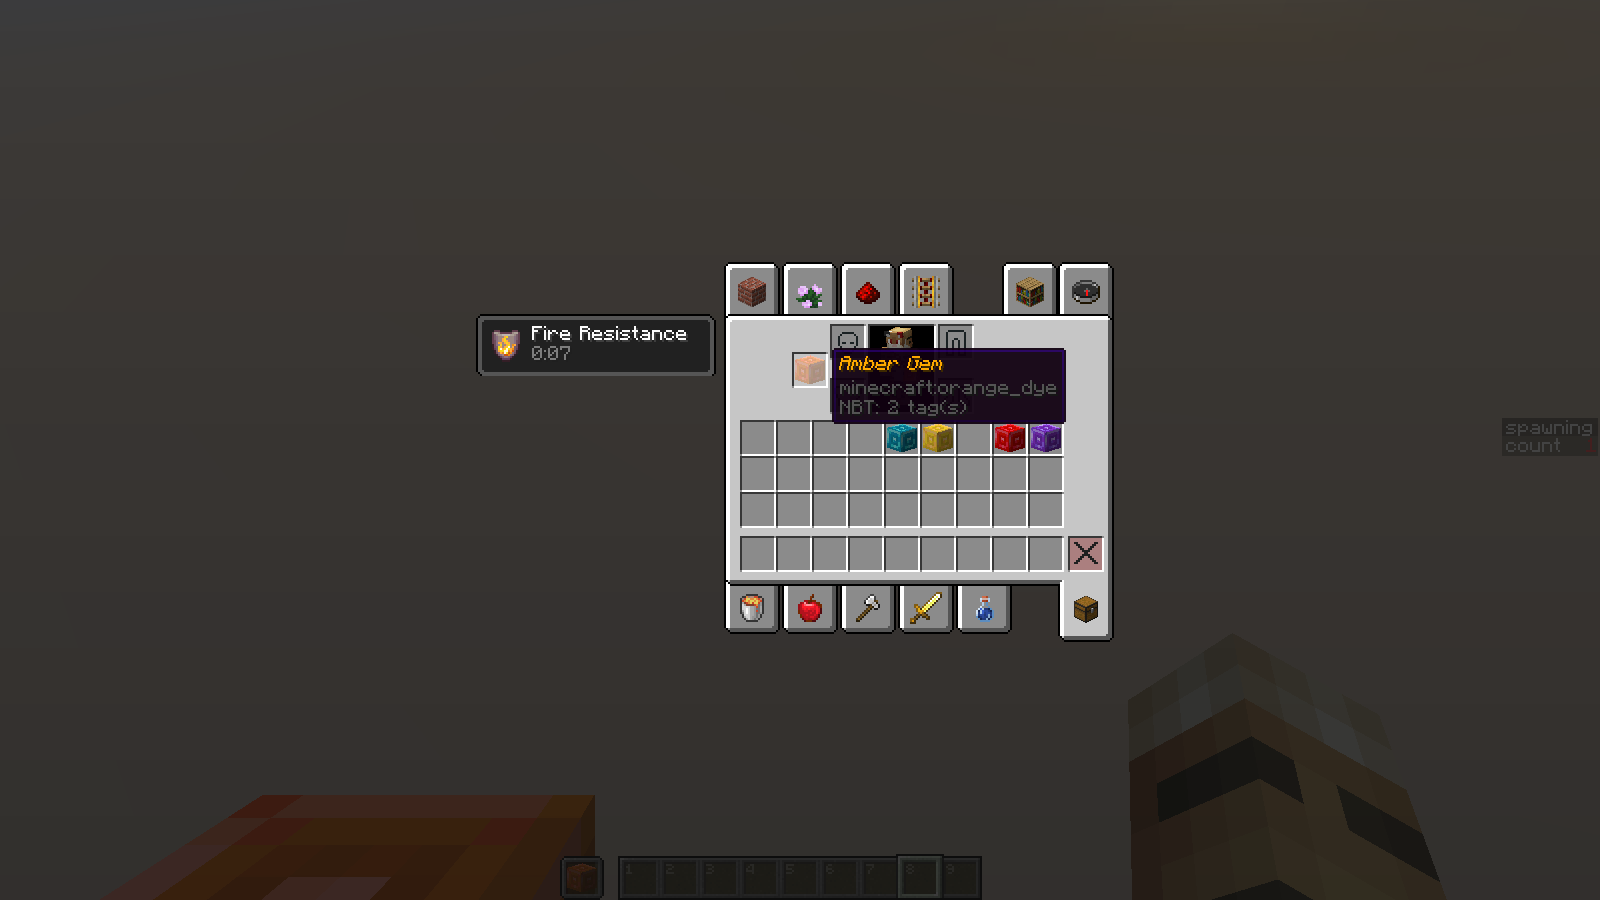 Fire Resistance
0:07
Amber Gem
minecraft:orange_dye
NBT: 2 tag(s)
spawning
count
1 2 3 4 5 6 7 8 9